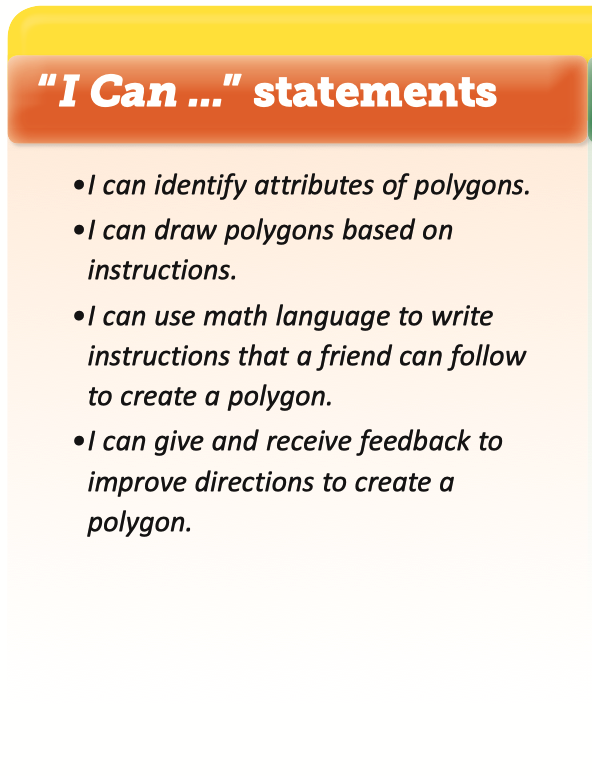 “I Can ...” statements
•I can identify attributes of polygons.
•I can draw polygons based on
instructions.
•I can use math language to write
instructions that a friend can follow
to create a polygon.
•I can give and receive feedback to
improve directions to create a
polygon.